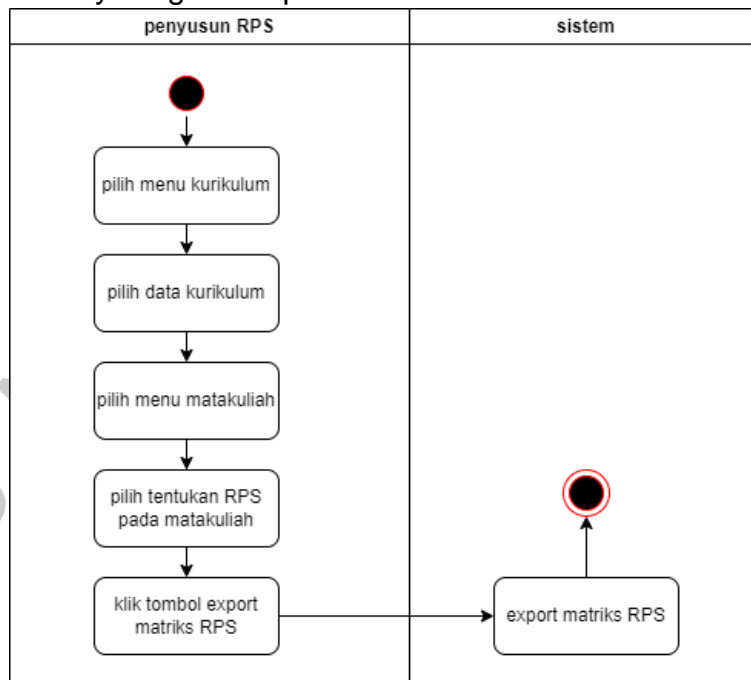 penyusun RPS
sistem
pilih menu kurikulum
pilih data kurikulum
pilih menu matakuliah
pilih tentukan RPS
pada matakuliah
klik tombol export
matriks RPS
export matriks RPS